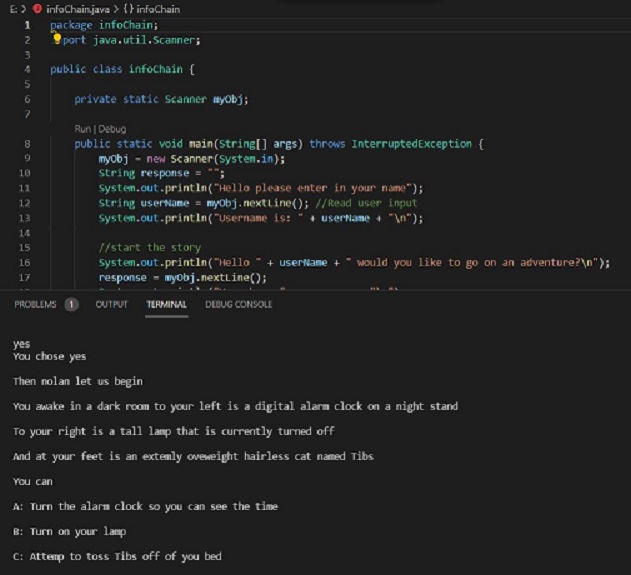 E: > infoChain.java > {} infoChain
1 package infoChain;
2 port java.util.Scanner;
3
4 public class infoChain {
5
6 private static Scanner myObj;
7
Run | Debug
8 public static void main(String[] args) throws InterruptedException {
9 myObj = new Scanner(System.in);
10 String response = "";
11 System.out.println("Hello please enter in your name");
12 String userName = myObj.nextLine(); //Read user input
13 System.out.println("Username is: " + userName + "\n");
14
15 //start the story
16 System.out.println("Hello " + userName + " would you like to go on an adventure?\n");
17 response = myObj.nextLine();
PROBLEMS 1 OUTPUT TERMINAL DEBUG CONSOLE
yes
You chose yes
Then nolan let us begin
You awake in a dark room to your left is a digital alarm clock on a night stand
To your right is a tall lamp that is currently turned off
And at your feet is an extemly oveweight hairless cat named Tibs
You can
A: Turn the alarm clock so you can see the time
B: Turn on your lamp
C: Attemp to toss Tibs off of you bed